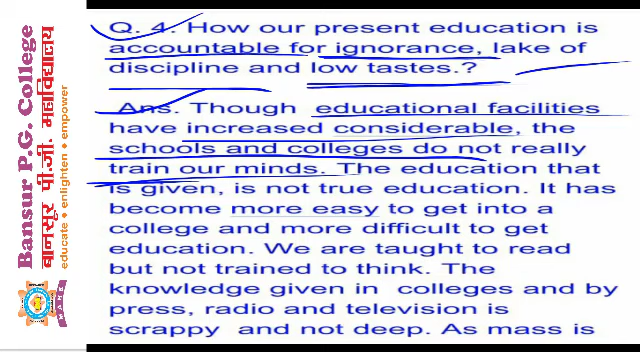 Bansur P.G. College
बानसूर पी.जी. महाविद्यालय
educate • enlighten • empower
Q. 4. How our present education is
accountable for ignorance, lake of
discipline and low tastes.?
Ans. Though educational facilities
have increased considerable, the
schools and colleges do not really
train our minds. The education that
is given, is not true education. It has
become more easy to get into a
college and more difficult to get
education. We are taught to read
but not trained to think. The
knowledge given in colleges and by
press, radio and television is
scrappy and not deep. As mass is